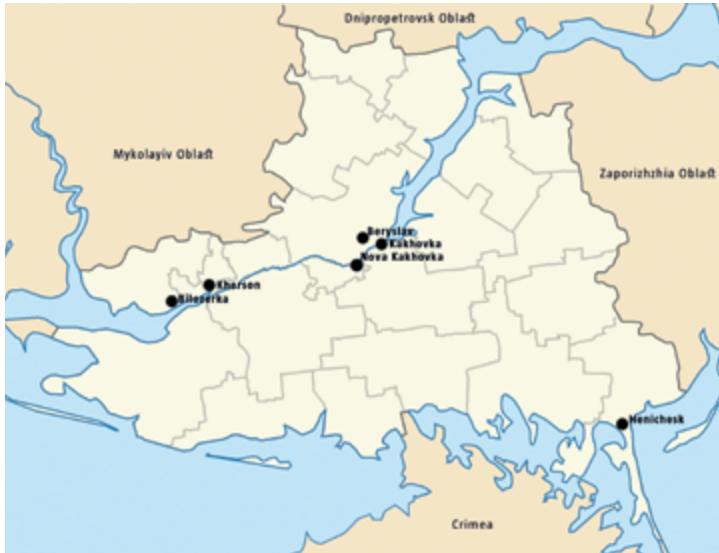 Dnipropetrovsk Oblast
Mykolayiv Oblast
Zaporizhzhia Oblast
Beryslav
Kakhovka
Nova Kakhovka
Kherson
Bilozerka
Henichesk
Crimea